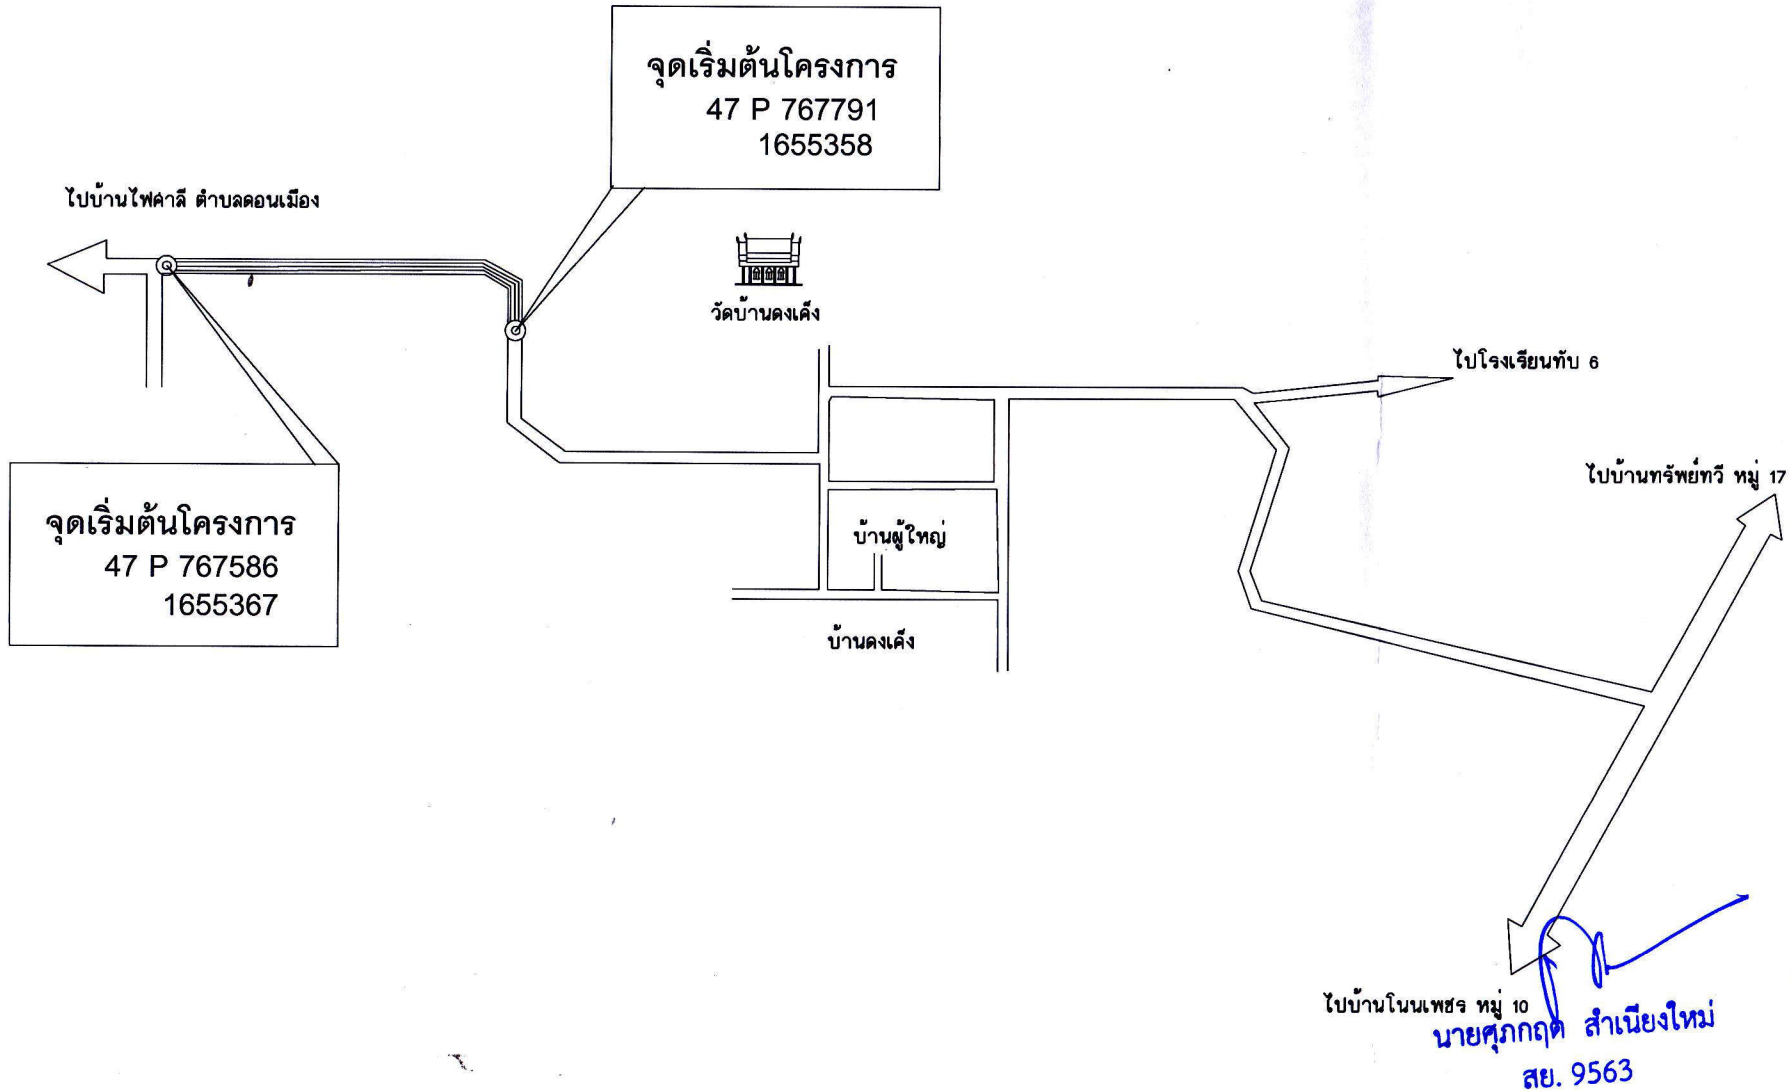 จุดเริ่มต้นโครงการ
47 P 767791
1655358
ไปบ้านไฟคาลี ตำบลดอนเมือง
วัดบ้านดงเค็ง
ไปโรงเรียนทับ 6
ไปบ้านทรัพย์ทวี หมู่ 17
จุดเริ่มต้นโครงการ
47 P 767586
1655367
บ้านผู้ใหญ่
บ้านดงเค็ง
ไปบ้านโนนเพชร หมู่ 10
นายศุภกฤต สำเนียงใหม่
สย. 9563